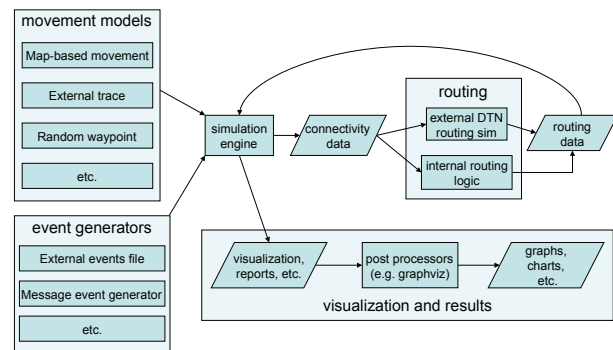 movement models
Map-based movement
External trace
Random waypoint
etc.
event generators
External events file
Message event generator
etc.
simulation
engine
connectivity
data
routing
external DTN
routing sim
internal routing
logic
routing
data
visualization,
reports, etc.
post processors
(e.g. graphviz)
graphs,
charts,
etc.
visualization and results